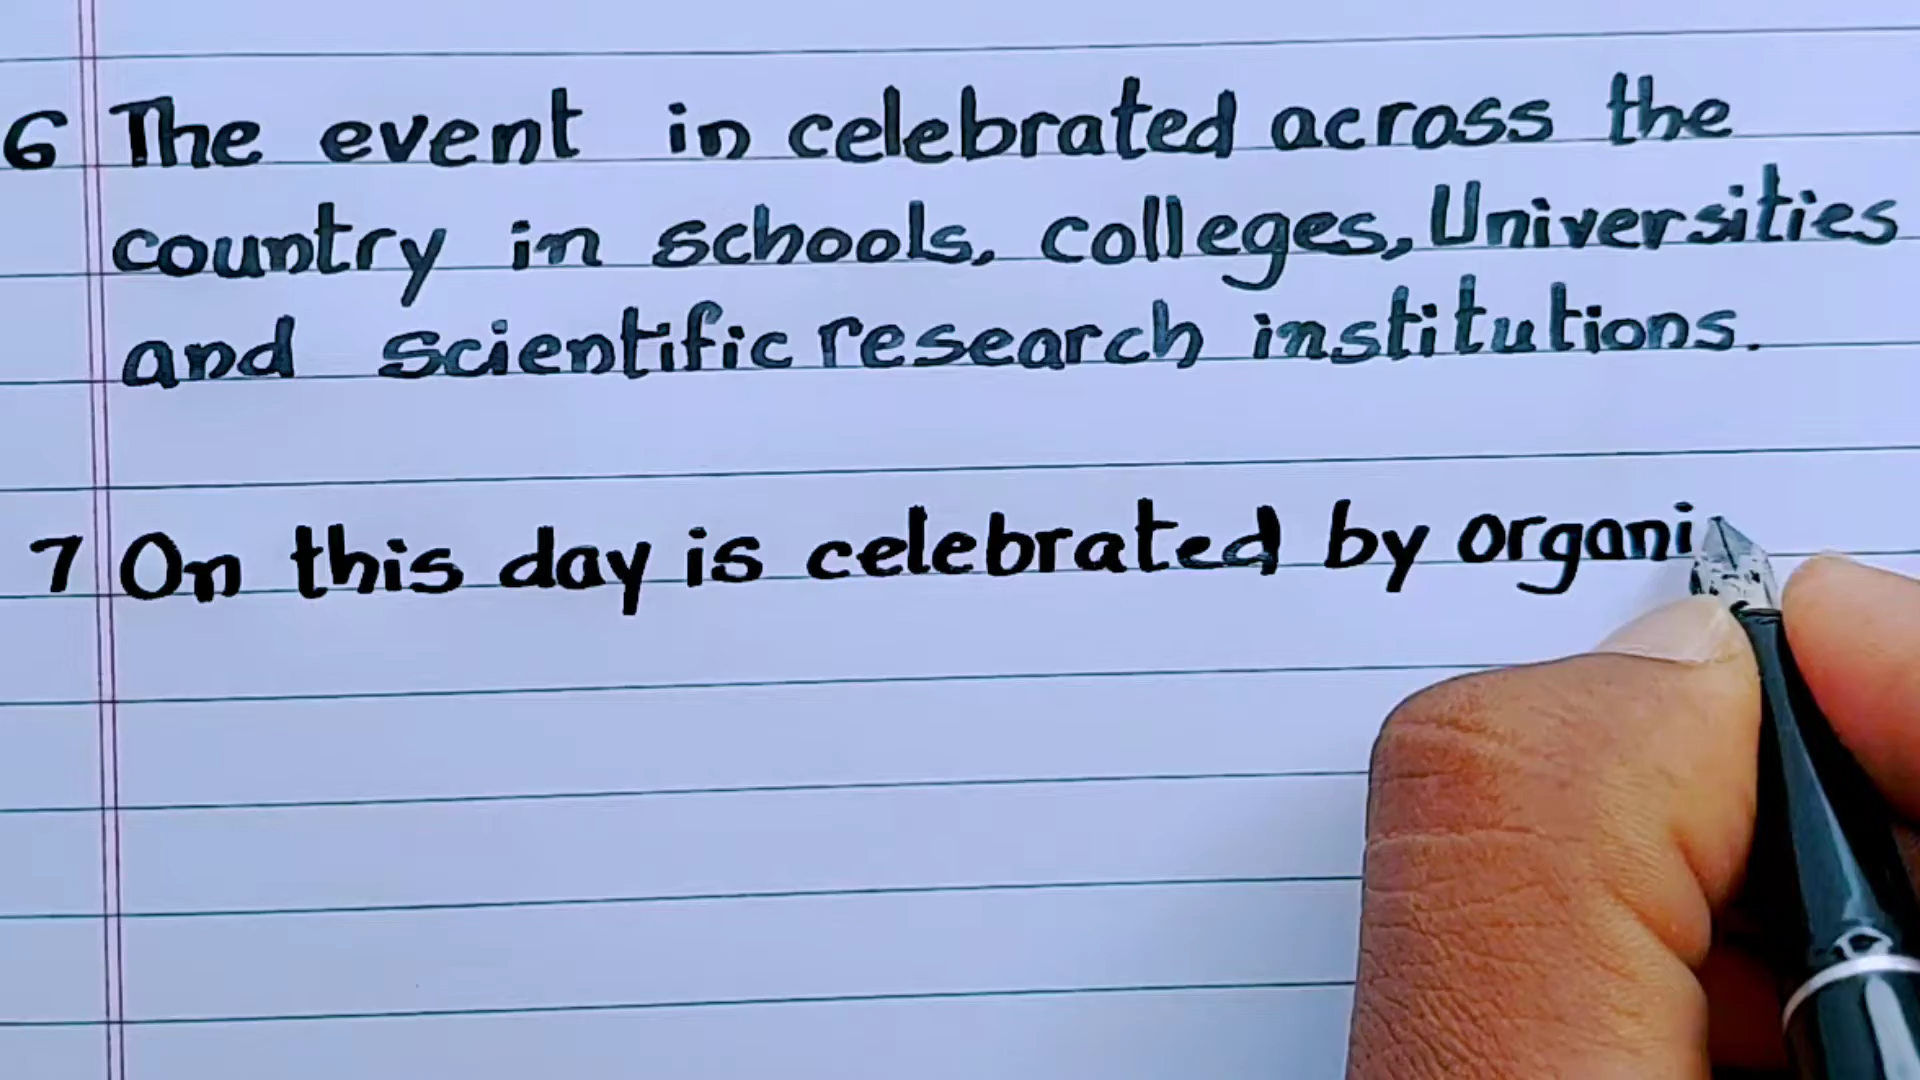 6 The event in celebrated across the
country in schools, colleges, Universities
and scientific research institutions.
7 On this day is celebrated by organi